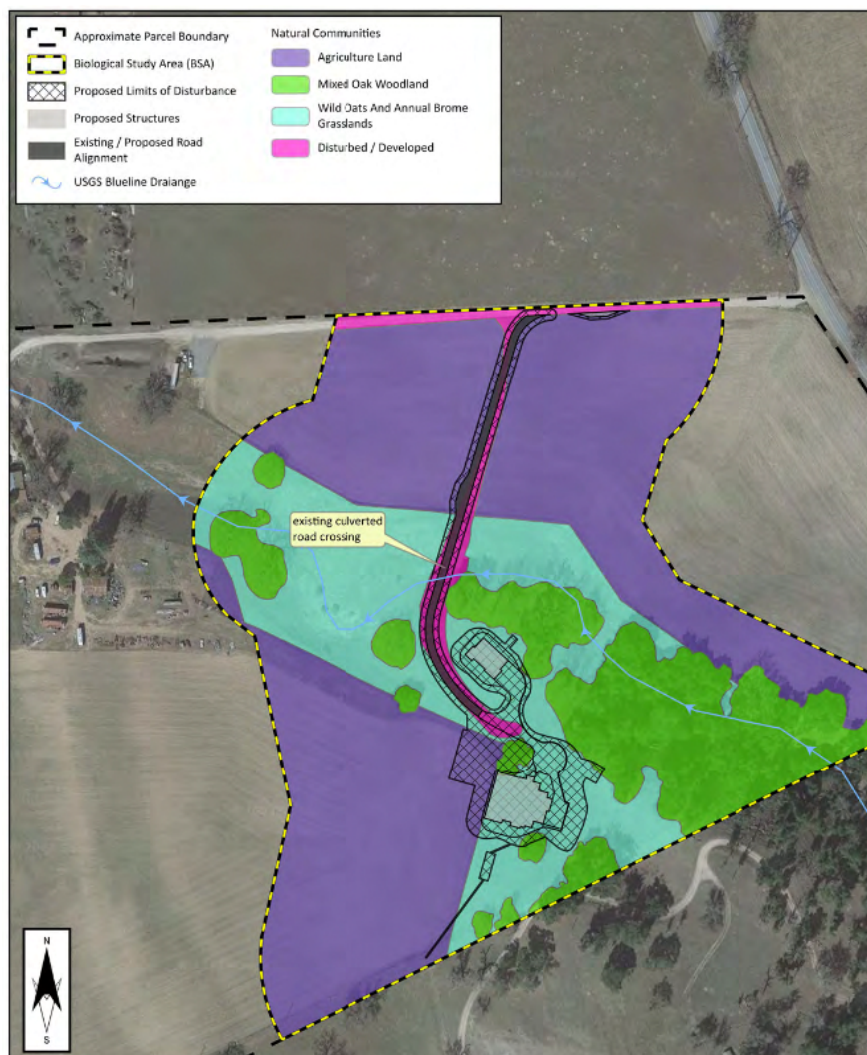 Approximate Parcel Boundary
Biological Study Area (BSA)
Proposed Limits of Disturbance
Proposed Structures
Existing / Proposed Road
Alignment
USGS Blueline Draiange
Natural Communities
Agriculture Land
Mixed Oak Woodland
Wild Oats And Annual Brome
Grasslands
Disturbed / Developed
existing culverted
road crossing
N
S